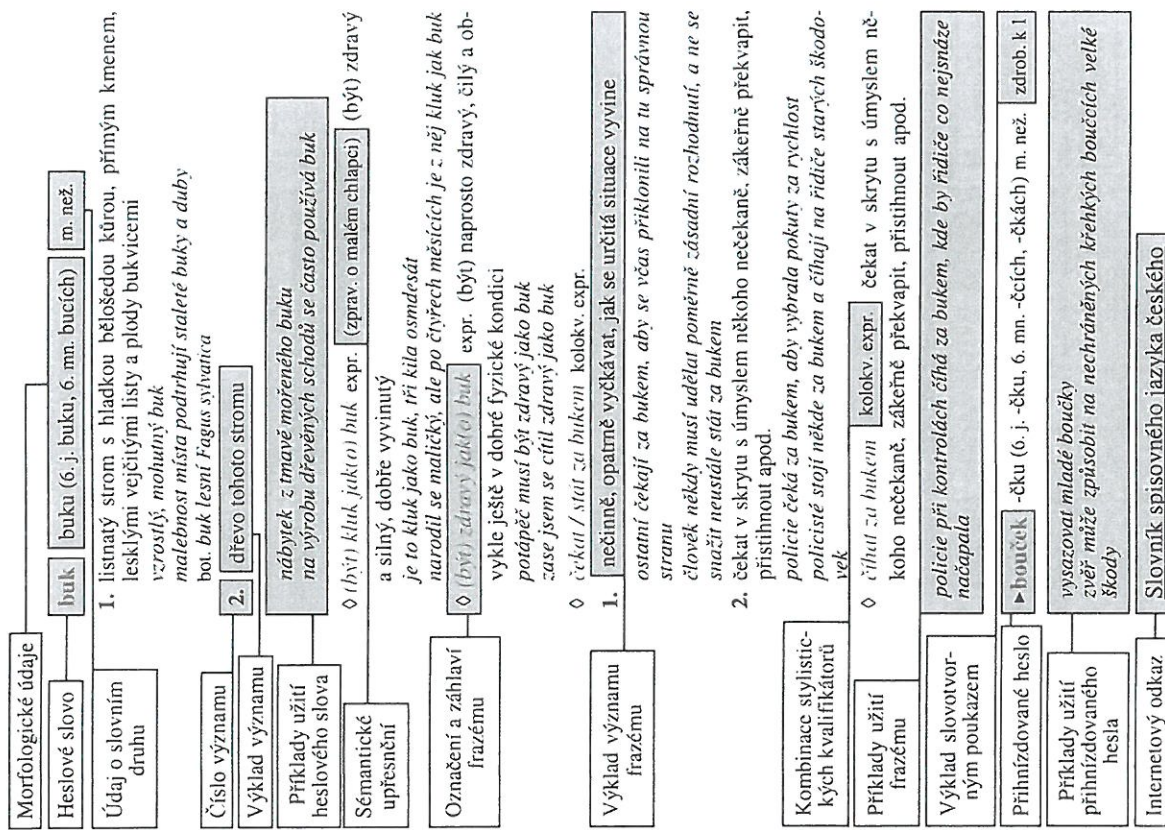 Morfologické údaje
Heslové slovo
Údaj o slovním
druhu
Číslo významu
Výklad významu
Příklady užití
heslového slova
Sémantické
upřesnění
Označení a záhlaví
frazému
Výklad významu
frazému
Kombinace stylistic-
kých kvalifikátorů
Příklady užití
frazému
Výklad slovotvor-
ným poukazem
Přihnízdované heslo
Příklady užití
přihnízdovaného
hesla
Internetový odkaz
buk buku (6. j. buku, 6. mn. bucích) m. než.
1. listnatý strom s hladkou bělošedou kůrou, přímým kmenem,
lesklými vejčitými listy a plody bukvicemi
vzrostlý, mohutný buk
malebnost místa podtrhují staleté buky a duby
bot. buk lesní Fagus sylvatica
2. dřevo tohoto stromu
nábytek z tmavě mořeného buku
na výrobu dřevěných schodů se často používá buk
◊ (být) kluk jak(o) buk expr. (zprav. o malém chlapci) (být) zdravý
a silný, dobře vyvinutý
je to kluk jako buk, tři kila osmdesát
narodil se maličký, ale po čtyřech měsících je z něj kluk jak buk
◊ (být) zdravý jak(o) buk expr. (být) naprosto zdravý, čilý a ob-
vykle ještě v dobré fyzické kondici
potápěč musí být zdravý jako buk
zase jsem se cítil zdravý jako buk
◊ čekat / stát za bukem kolokv. expr.
1. nečinně, opatrně vyčkávat, jak se určitá situace vyvine
ostatní čekají za bukem, aby se včas přiklonili na tu správnou
stranu
člověk někdy musí udělat poměrně zásadní rozhodnutí, a ne se
snažit neustále stát za bukem
2. čekat v skrytu s úmyslem někoho nečekaně, zákeřně překvapit,
přistihnout apod.
policie čeká za bukem, aby vybrala pokuty za rychlost
policisté stojí někde za bukem a číhají na řidiče starých škodo-
vek
◊ číhat za bukem kolokv. expr. čekat v skrytu s úmyslem ně-
koho nečekaně, zákeřně překvapit, přistihnout apod.
policie při kontrolách číhá za bukem, kde by řidiče co nejsnáze
načapala
►bouček -čku (6. j. -čku, 6. mn. -čcích, -čkách) m. než. zdrob. k 1
vysazovat mladé boučky
zvěř může způsobit na nechráněných křehkých boučcích velké
škody
Slovník spisovného jazyka českého